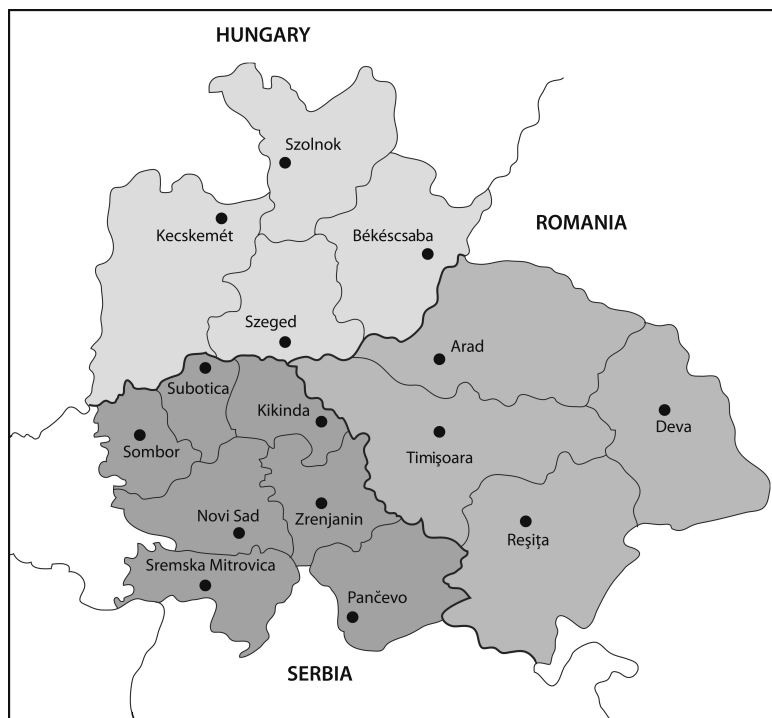 HUNGARY
Szolnok
Kecskemét
Békéscsaba
ROMANIA
Szeged
Arad
Subotica
Kikinda
Deva
Sombor
Timişoara
Novi Sad
Zrenjanin
Reşiţa
Sremska Mitrovica
Pančevo
SERBIA